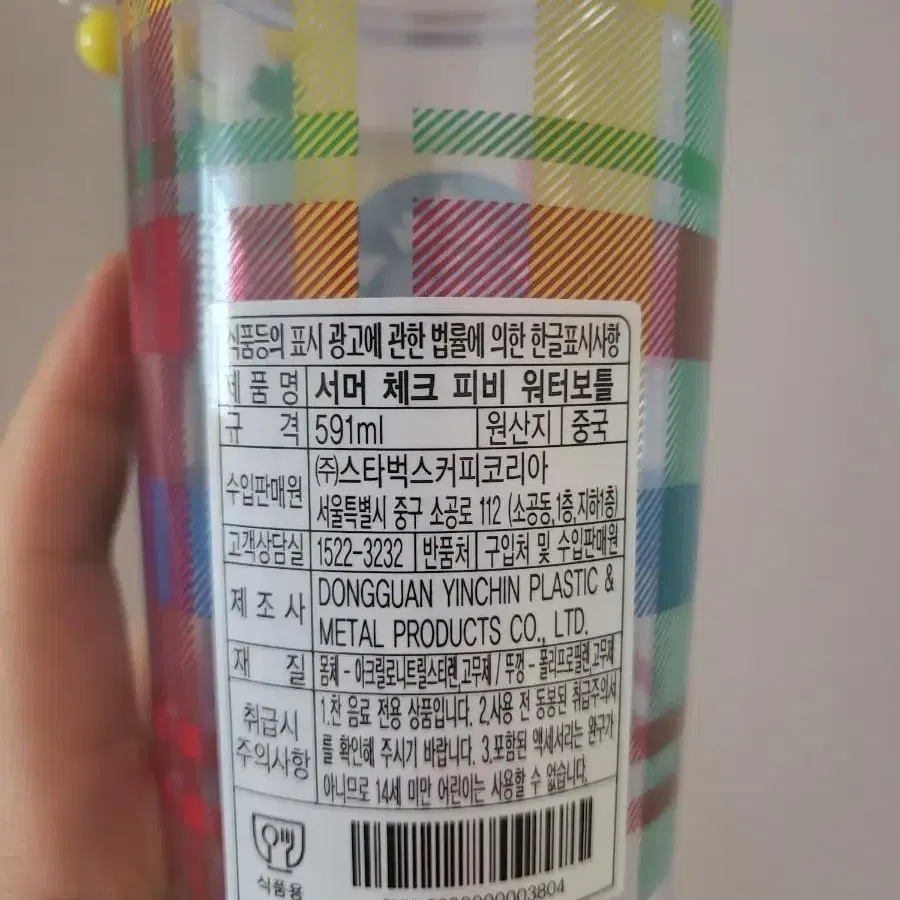 식품등의 표시 광고에 관한 법률에 의한 한글표시사항
제 품 명 서머 체크 피비 워터보틀
규 격 591ml 원산지 중국
수입판매원 ㈜스타벅스커피코리아
서울특별시 중구 소공로 112 (소공동,1층,지하1층)
고객상담실 1522-3232 반품처 구입처 및 수입판매원
제 조 사 DONGGUAN YINCHIN PLASTIC &
METAL PRODUCTS CO., LTD.
재 질 몸체 - 아크릴로니트릴스티렌,고무제 / 뚜껑 - 폴리프로필렌,고무제
취급시 주의사항 1.찬 음료 전용 상품입니다. 2.사용 전 동봉된 취급주의서
를 확인해 주시기 바랍니다. 3.포함된 액세서리는 완구가
아니므로 14세 미만 어린이는 사용할 수 없습니다.
식품용